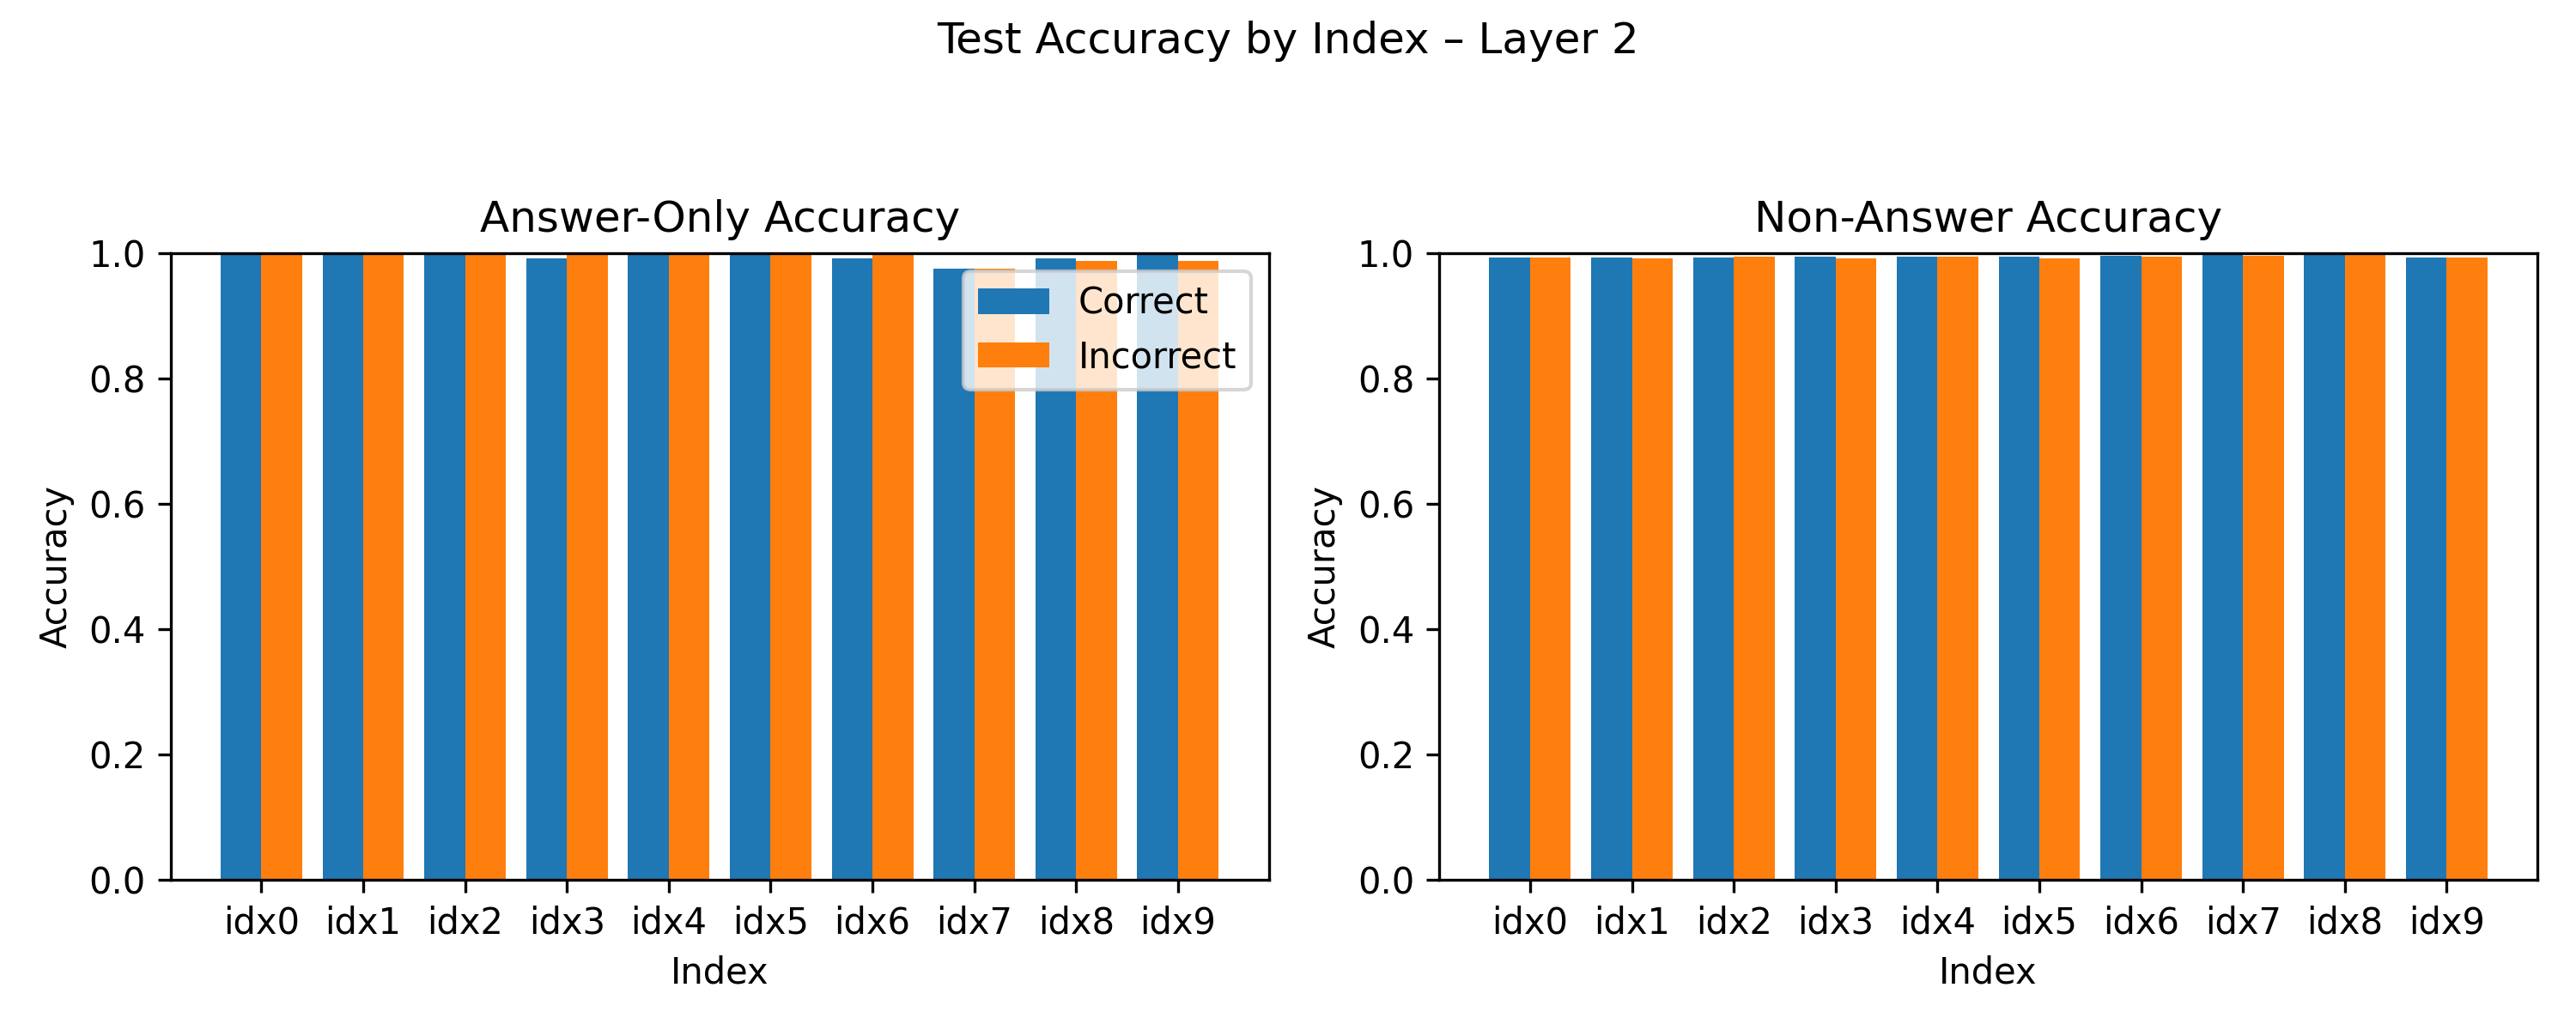 Test Accuracy by Index – Layer 2
Answer-Only Accuracy
1.0
0.8
0.6
0.4
0.2
0.0
Accuracy
Correct
Incorrect
idx0 idx1 idx2 idx3 idx4 idx5 idx6 idx7 idx8 idx9
Index
Non-Answer Accuracy
1.0
0.8
0.6
0.4
0.2
0.0
Accuracy
idx0 idx1 idx2 idx3 idx4 idx5 idx6 idx7 idx8 idx9
Index